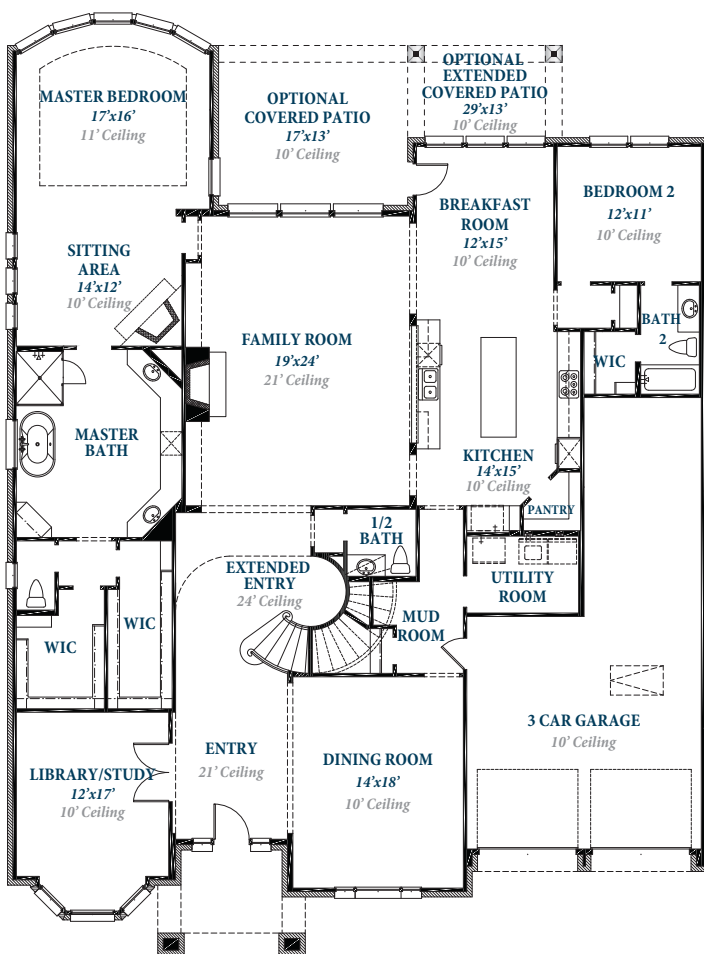 MASTER BEDROOM
17'x16'
11' Ceiling
OPTIONAL
COVERED PATIO
17'x13'
10' Ceiling
OPTIONAL
EXTENDED
COVERED PATIO
29'x13'
10' Ceiling
BREAKFAST
ROOM
12'x15'
10' Ceiling
BEDROOM 2
12'x11'
10' Ceiling
SITTING
AREA
14'x12'
10' Ceiling
FAMILY ROOM
19'x24'
21' Ceiling
BATH
2
WIC
MASTER
BATH
KITCHEN
14'x15'
10' Ceiling
PANTRY
1/2
BATH
EXTENDED
ENTRY
24' Ceiling
UTILITY
ROOM
MUD
ROOM
WIC
WIC
3 CAR GARAGE
10' Ceiling
LIBRARY/STUDY
12'x17'
10' Ceiling
ENTRY
21' Ceiling
DINING ROOM
14'x18'
10' Ceiling